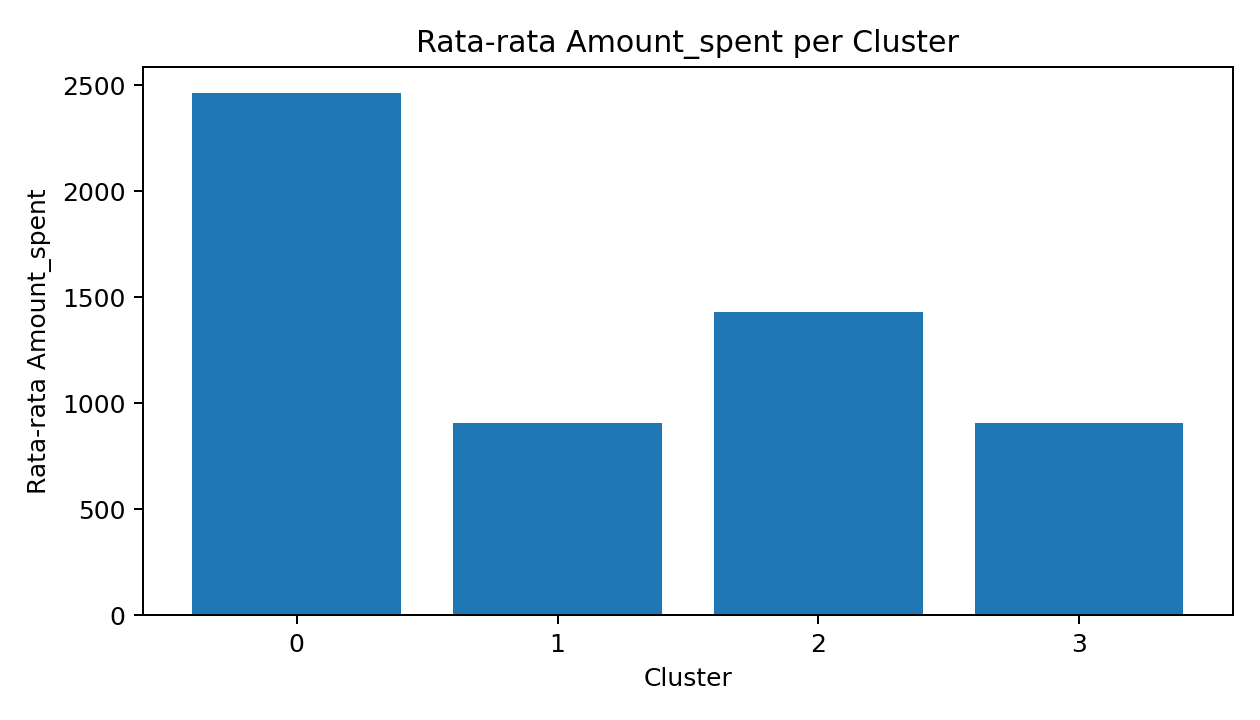 Rata-rata Amount_spent per Cluster
Rata-rata Amount_spent
2500
2000
1500
1000
500
0
0 1 2 3
Cluster